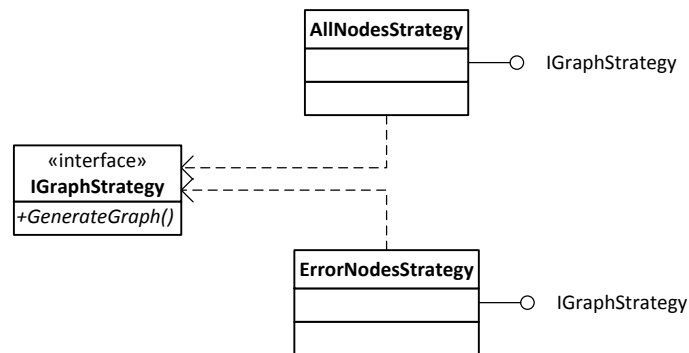 AllNodesStrategy
IGraphStrategy
«interface»
IGraphStrategy
+GenerateGraph()
ErrorNodesStrategy
IGraphStrategy